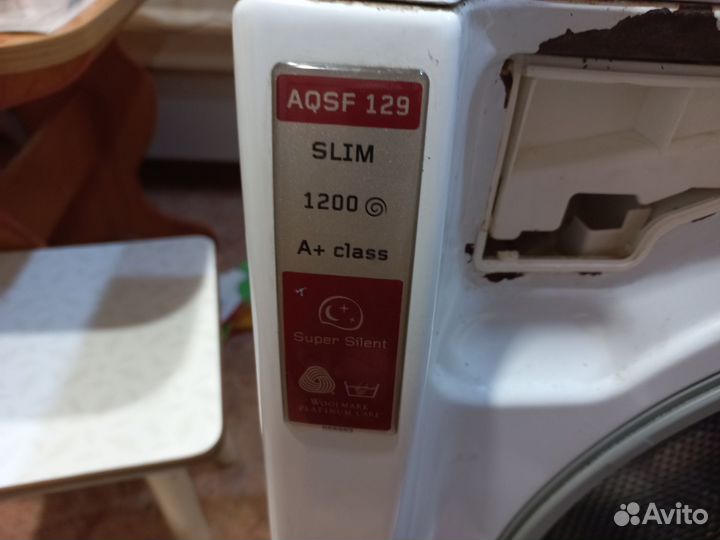 AQSF 129
SLIM
1200
A+ class
Super Silent
WOOLMARK
PLATINUM CARE
Avito